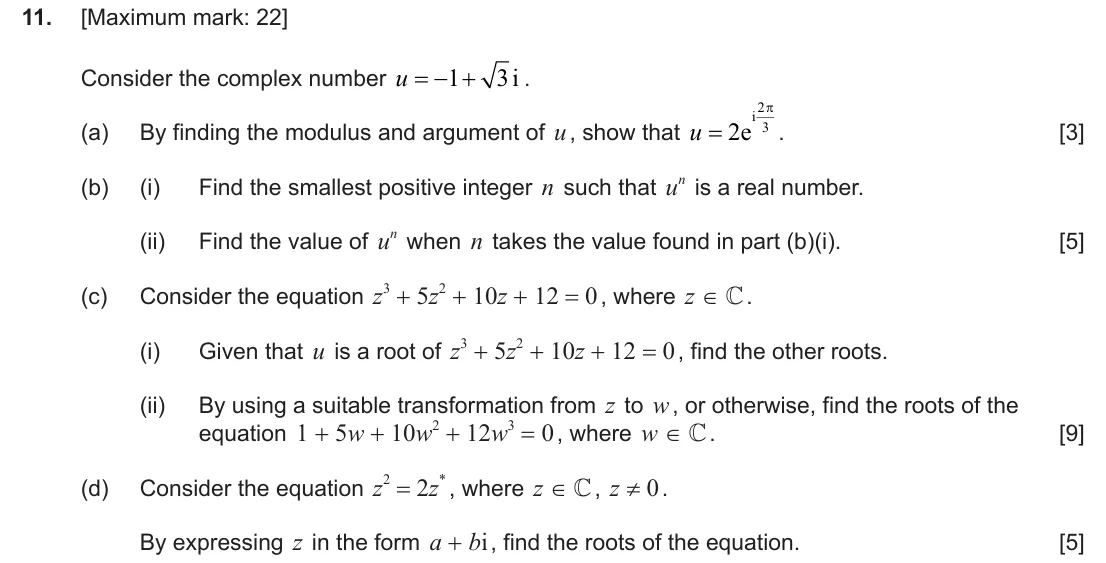 11. [Maximum mark: 22]
Consider the complex number u = −1 + √3 i .
(a) By finding the modulus and argument of u, show that u = 2e^(i 2π/3) . [3]
(b) (i) Find the smallest positive integer n such that uⁿ is a real number.
(ii) Find the value of uⁿ when n takes the value found in part (b)(i). [5]
(c) Consider the equation z³ + 5z² + 10z + 12 = 0, where z ∈ ℂ.
(i) Given that u is a root of z³ + 5z² + 10z + 12 = 0, find the other roots.
(ii) By using a suitable transformation from z to w, or otherwise, find the roots of the
equation 1 + 5w + 10w² + 12w³ = 0, where w ∈ ℂ. [9]
(d) Consider the equation z² = 2z*, where z ∈ ℂ, z ≠ 0.
By expressing z in the form a + bi, find the roots of the equation. [5]